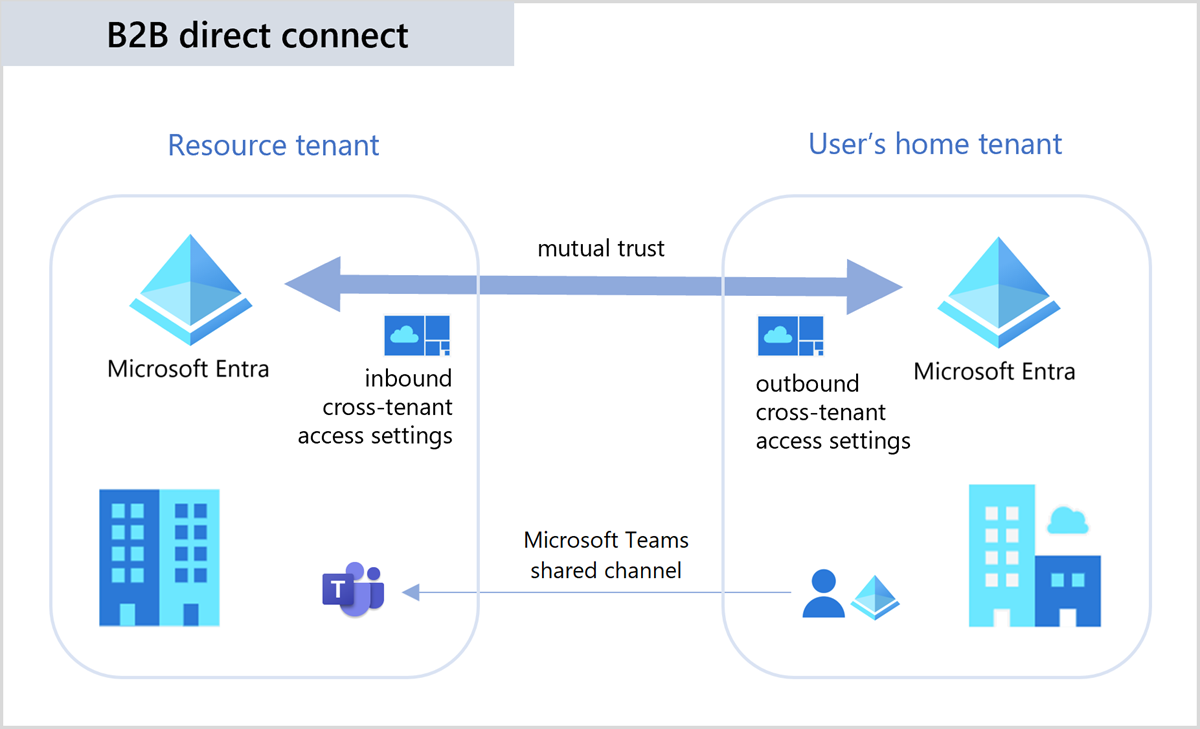 B2B direct connect
Resource tenant
User's home tenant
mutual trust
Microsoft Entra
inbound
cross-tenant
access settings
outbound
cross-tenant
access settings
Microsoft Entra
Microsoft Teams
shared channel
T